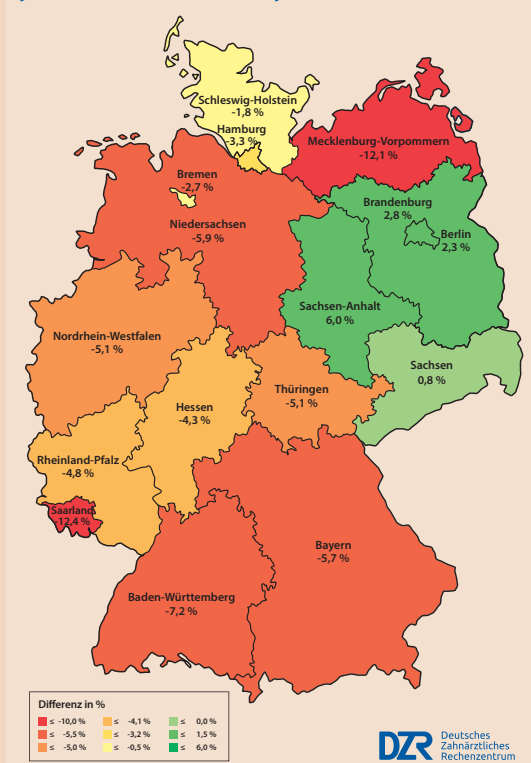 Schleswig-Holstein
-1,8 %
Hamburg
-3,3 %
Mecklenburg-Vorpommern
-12,1 %
Bremen
-2,7 %
Niedersachsen
-5,9 %
Brandenburg
2,8 %
Berlin
2,3 %
Sachsen-Anhalt
6,0 %
Nordrhein-Westfalen
-5,1 %
Sachsen
0,8 %
Thüringen
-5,1 %
Hessen
-4,3 %
Rheinland-Pfalz
-4,8 %
Saarland
-12,4 %
Bayern
-5,7 %
Baden-Württemberg
-7,2 %
Differenz in %
≤ -10,0 % ≤ -4,1 % ≤ 0,0 %
≤ -5,5 % ≤ -3,2 % ≤ 1,5 %
≤ -5,0 % ≤ -0,5 % ≤ 6,0 %
DZR
Deutsches
Zahnärztliches
Rechenzentrum